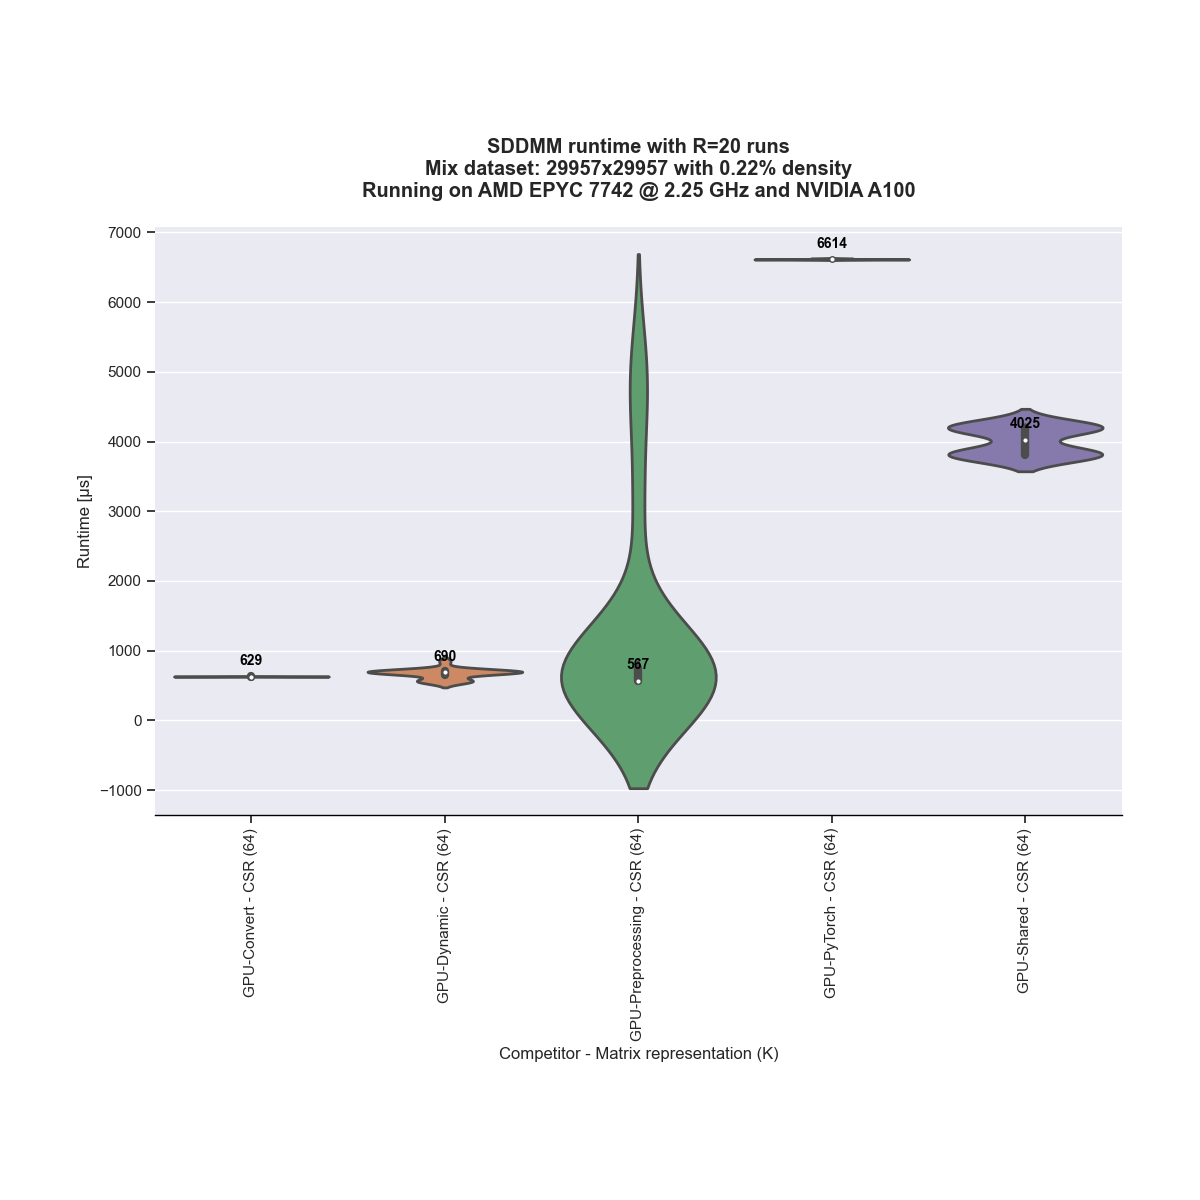 SDDMM runtime with R=20 runs
Mix dataset: 29957x29957 with 0.22% density
Running on AMD EPYC 7742 @ 2.25 GHz and NVIDIA A100
7000
6000
5000
4000
3000
2000
1000
0
−1000
Runtime [µs]
629
690
567
6614
4025
GPU-Convert - CSR (64)
GPU-Dynamic - CSR (64)
GPU-Preprocessing - CSR (64)
GPU-PyTorch - CSR (64)
GPU-Shared - CSR (64)
Competitor - Matrix representation (K)